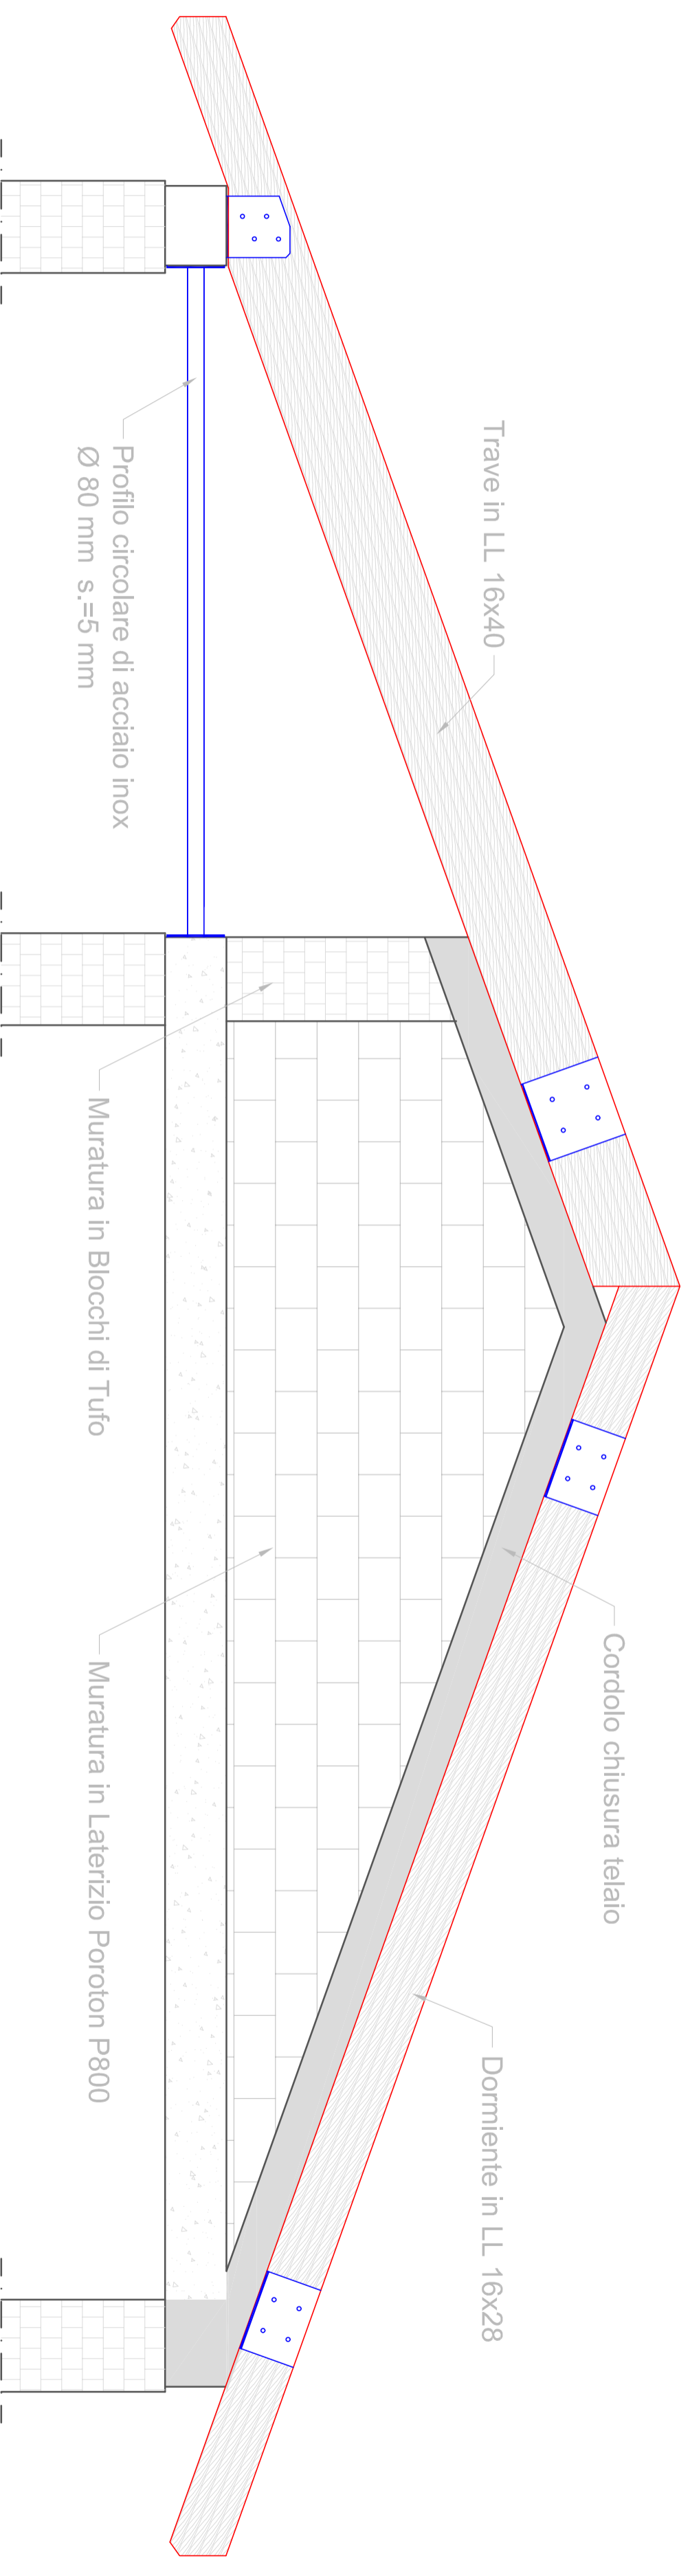 Trave in LL 16x40
Profilo circolare di acciaio inox
Ø 80 mm s.=5 mm
Muratura in Blocchi di Tufo
Cordolo chiusura telaio
Muratura in Laterizio Poroton P800
Dormiente in LL 16x28